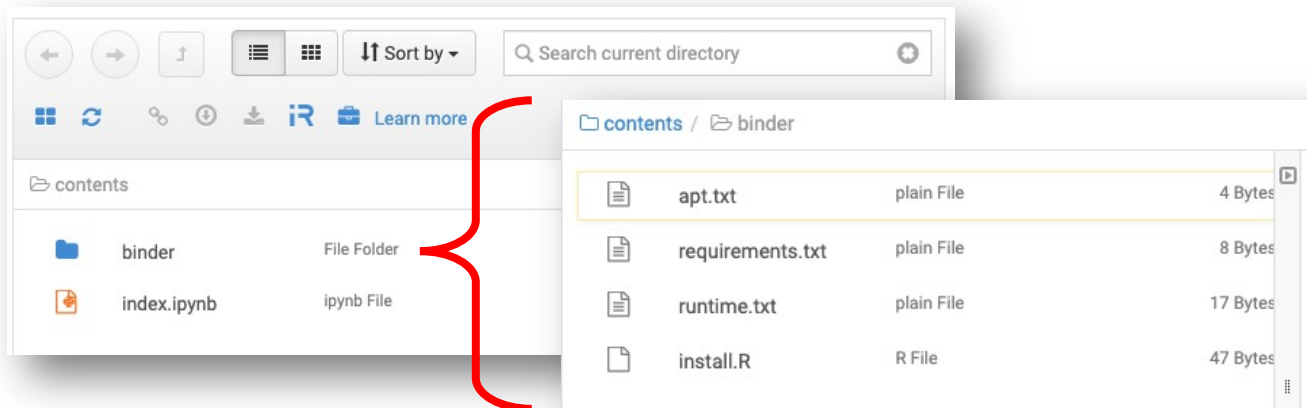 Sort by
Search current directory
iR Learn more
contents
binder File Folder
index.ipynb ipynb File
contents / binder
apt.txt plain File 4 Bytes
requirements.txt plain File 8 Bytes
runtime.txt plain File 17 Bytes
install.R R File 47 Bytes